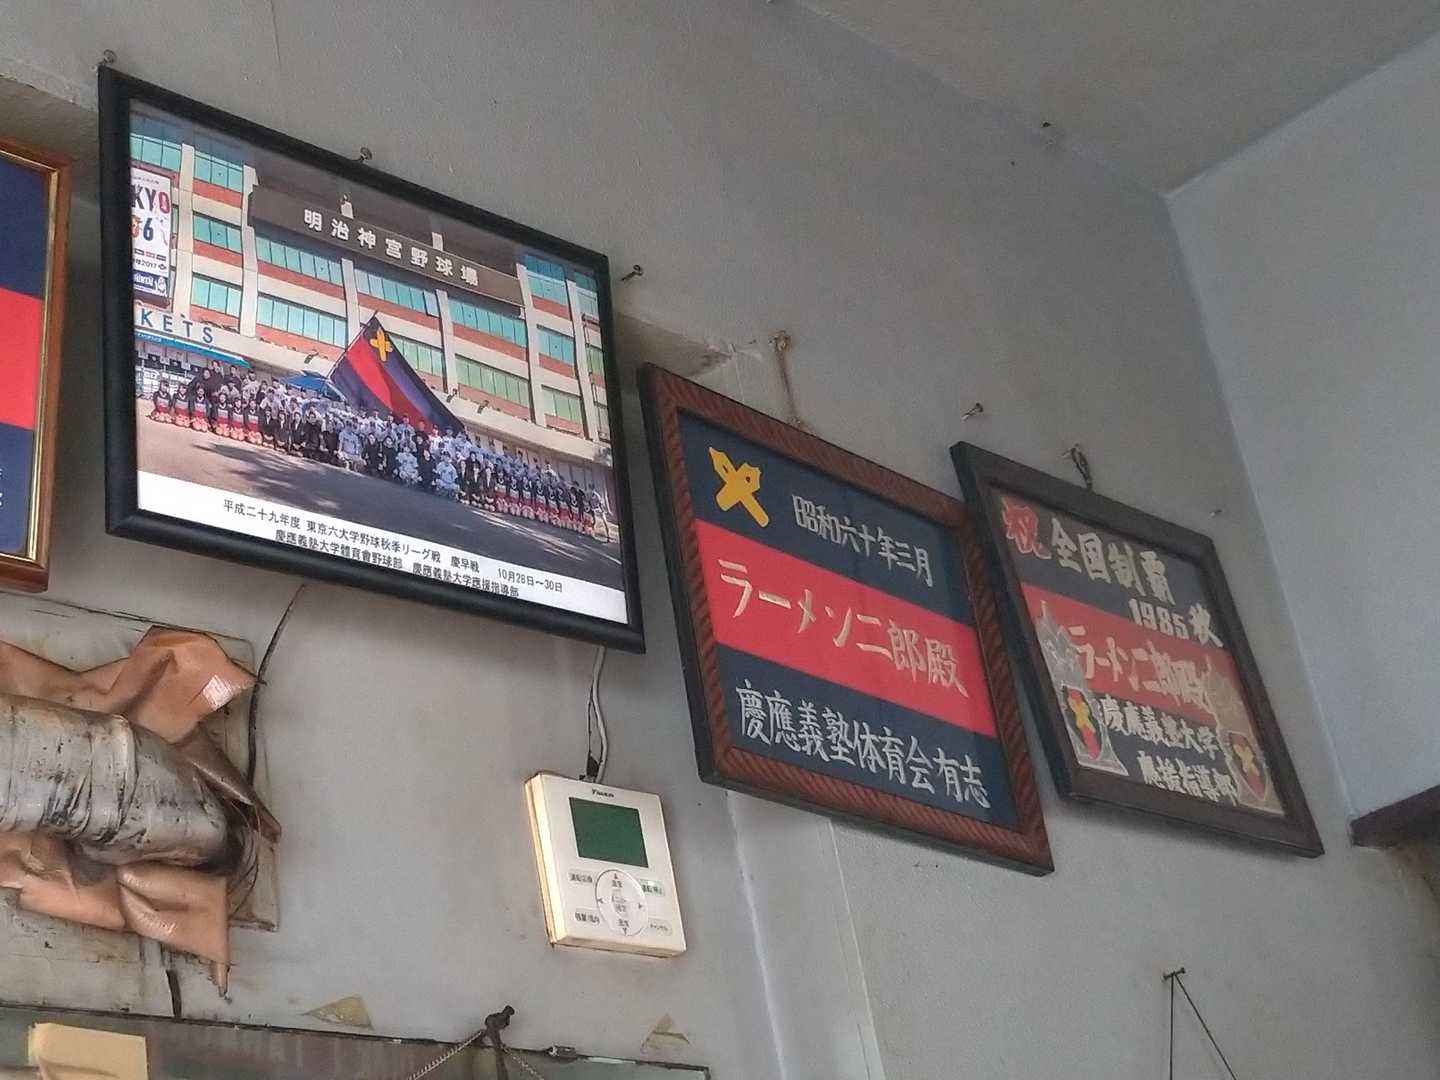 明治神宮野球場
KYO
6
2017
KETS
平成二十九年度 東京六大学野球秋季リーグ戦 慶早戦 10月28日~30日
慶應義塾大学體育會野球部 慶應義塾大学應援指導部
昭和六十年三月
ラーメン二郎殿
慶應義塾体育会有志
祝 全国制覇
1985 秋
ラーメン二郎殿
慶應義塾大学
應援指導部